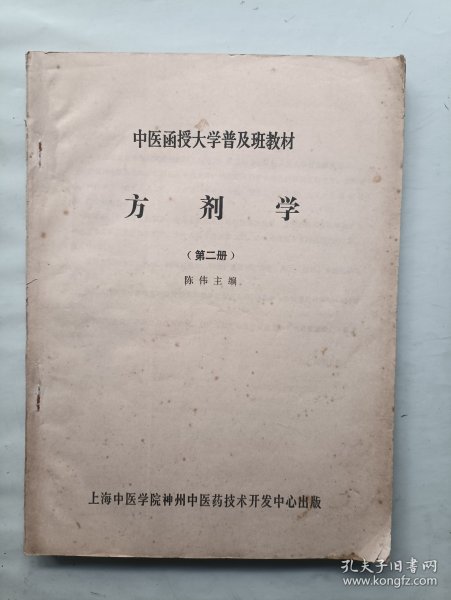 中医函授大学普及班教材
方剂学
（第二册）
陈伟主编
上海中医学院神州中医药技术开发中心出版
孔夫子旧书网
www.kongfz.com